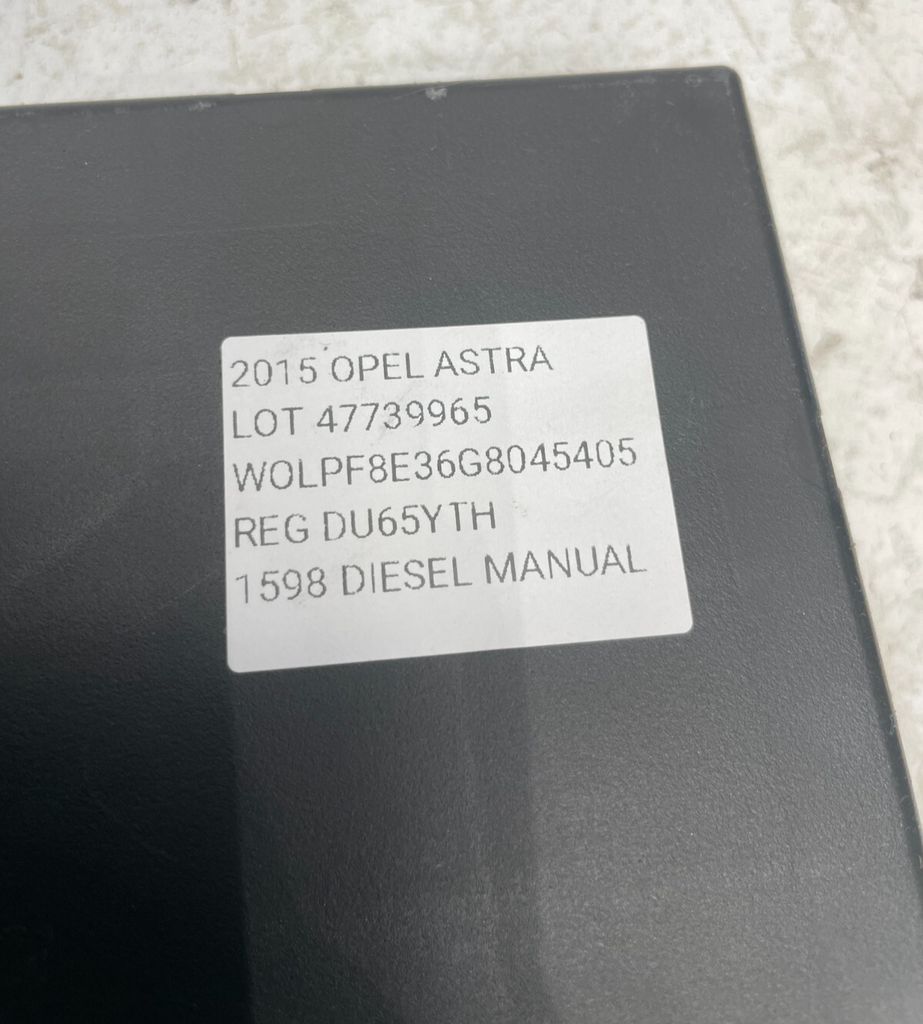 2015 OPEL ASTRA
LOT 47739965
WOLPF8E36G8045405
REG DU65YTH
1598 DIESEL MANUAL